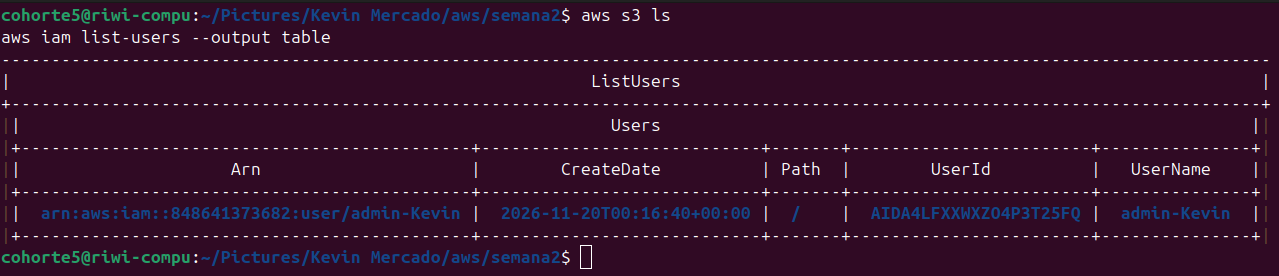 cohorte5@riwi-compu:~/Pictures/Kevin Mercado/aws/semana2$ aws s3 ls
aws iam list-users --output table
ListUsers
Users
Arn | CreateDate | Path | UserId | UserName
arn:aws:iam::848641373682:user/admin-Kevin | 2026-11-20T00:16:40+00:00 | / | AIDA4LFXXWXZO4P3T25FQ | admin-Kevin
cohorte5@riwi-compu:~/Pictures/Kevin Mercado/aws/semana2$